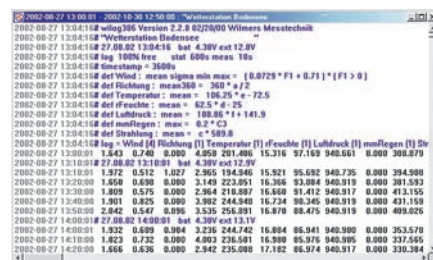 2002-08-27 13:00:01 - 2002-10-30 12:50:00 : "Wetterstation Bodensee
2002-08-27 13:04:16# wilog306 Version 2.2.8 02/20/00 Wilmers Messtechnik
2002-08-27 13:04:16# "Wetterstation Bodensee "
2002-08-27 13:04:16# 27.08.02 13:04:16 bat 4.38V ext 12.8V
2002-08-27 13:04:16# log 100% free stat 600s meas 10s
2002-08-27 13:04:16# timestamp = 3600s
2002-08-27 13:04:16# def Wind : mean sigma min max = [ 0.0729 * F1 + 0.71 ] * ( F1 > 0 )
2002-08-27 13:04:16# def Richtung : mean360 = 360 * a / 2
2002-08-27 13:04:16# def Temperatur : mean = 106.25 * e - 72.5
2002-08-27 13:04:16# def rFeuchte : mean = 62.5 * d - 25
2002-08-27 13:04:16# def Luftdruck : mean = 108.86 * f + 141.9
2002-08-27 13:04:16# def mmRegen : max = 0.2 * C3
2002-08-27 13:04:16# def Strahlung : mean = c * 589.8
2002-08-27 13:04:16# log = Wind [4] Richtung [1] Temperatur [1] rFeuchte [1] Luftdruck [1] mmRegen [1] Str
2002-08-27 13:00:01 1.643 0.740 0.000 4.058 201.406 15.316 97.169 940.661 0.000 308.879
2002-08-27 13:10:01# 27.08.02 13:10:01 bat 4.38V ext 12.9V
2002-08-27 13:10:01 1.972 0.512 1.027 2.965 194.946 15.921 95.692 940.735 0.000 394.900
2002-08-27 13:20:00 1.650 0.690 0.000 3.149 223.051 16.366 93.084 940.919 0.000 381.593
2002-08-27 13:30:00 1.809 0.575 0.000 2.964 210.887 16.660 91.412 940.917 0.000 413.155
2002-08-27 13:40:00 1.901 0.825 0.000 3.902 244.940 16.734 90.345 940.919 0.000 431.159
2002-08-27 13:50:00 2.042 0.547 0.896 3.535 256.891 16.870 88.475 940.919 0.000 409.026
2002-08-27 14:00:01# 27.08.02 14:00:01 bat 4.38V ext 13.1V
2002-08-27 14:00:01 1.932 0.609 0.984 3.236 244.742 16.884 86.941 940.900 0.000 353.578
2002-08-27 14:10:00 1.823 0.732 0.000 4.003 236.501 16.980 85.976 940.905 0.000 337.565
2002-08-27 14:20:00 1.666 0.636 0.000 2.942 235.088 17.102 86.974 940.917 0.000 330.384